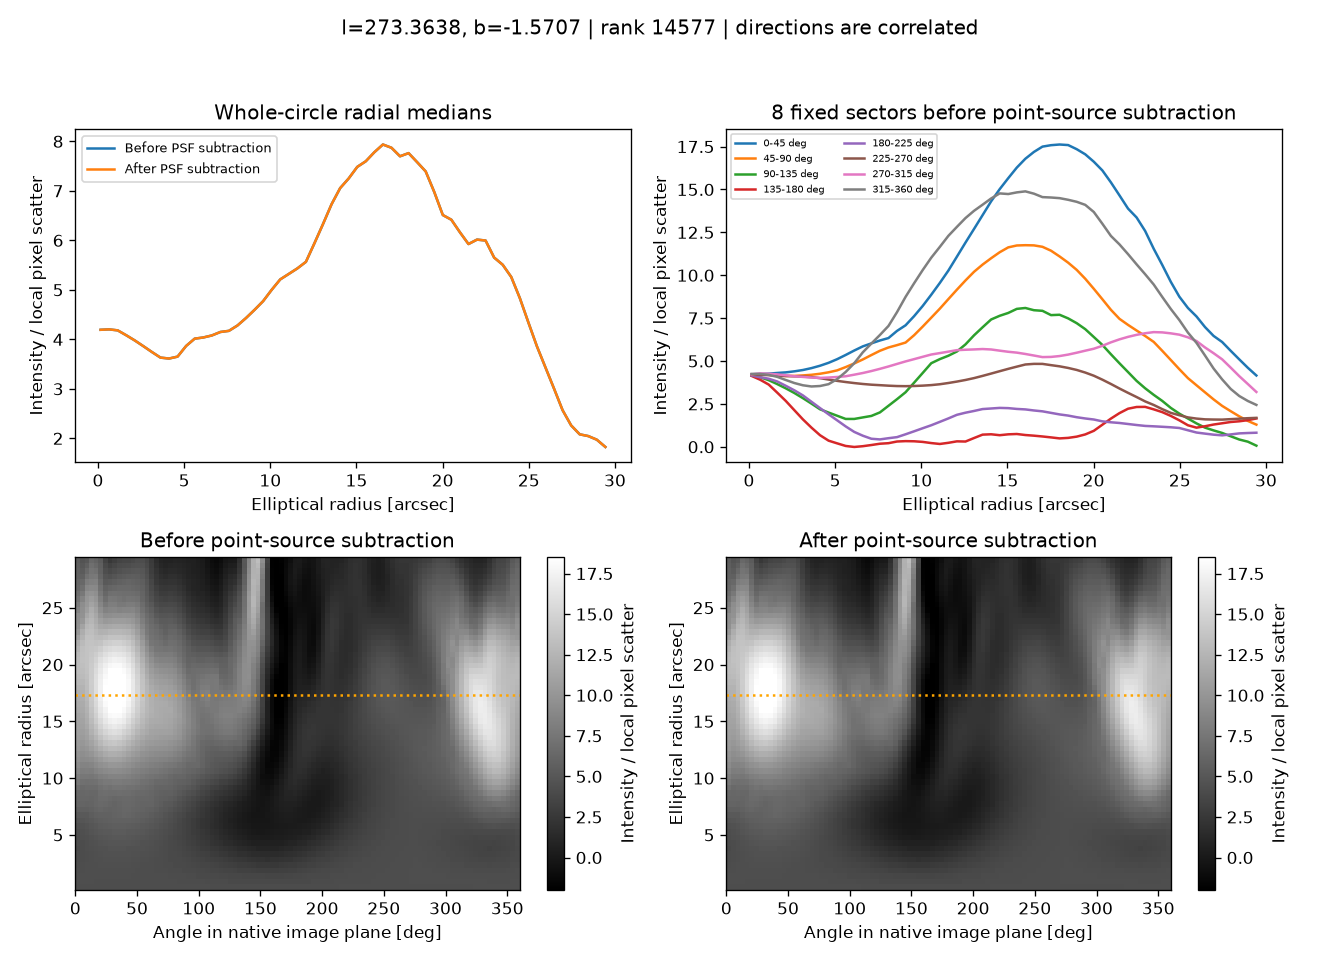 l=273.3638, b=-1.5707 | rank 14577 | directions are correlated
Whole-circle radial medians
8
7
6
5
4
3
2
Intensity / local pixel scatter
Before PSF subtraction
After PSF subtraction
0 5 10 15 20 25 30
Elliptical radius [arcsec]
8 fixed sectors before point-source subtraction
17.5
15.0
12.5
10.0
7.5
5.0
2.5
0.0
Intensity / local pixel scatter
0-45 deg
45-90 deg
90-135 deg
135-180 deg
180-225 deg
225-270 deg
270-315 deg
315-360 deg
0 5 10 15 20 25 30
Elliptical radius [arcsec]
Before point-source subtraction
25
20
15
10
5
Elliptical radius [arcsec]
0 50 100 150 200 250 300 350
Angle in native image plane [deg]
17.5
15.0
12.5
10.0
7.5
5.0
2.5
0.0
Intensity / local pixel scatter
After point-source subtraction
25
20
15
10
5
Elliptical radius [arcsec]
0 50 100 150 200 250 300 350
Angle in native image plane [deg]
17.5
15.0
12.5
10.0
7.5
5.0
2.5
0.0
Intensity / local pixel scatter